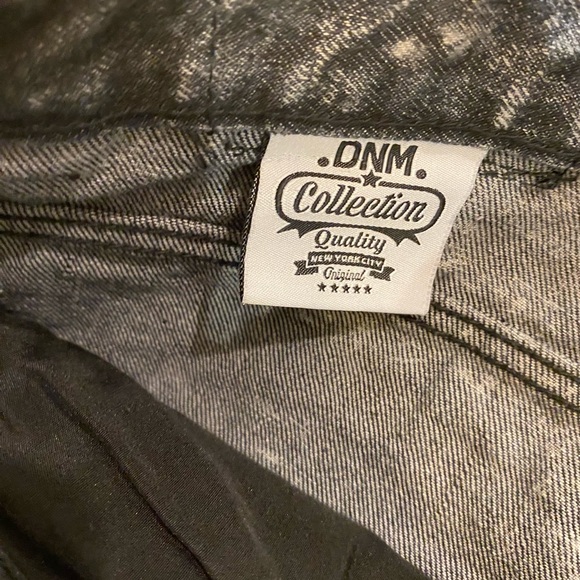 .DNM.
Collection
Quality
NEW YORK CITY
Original